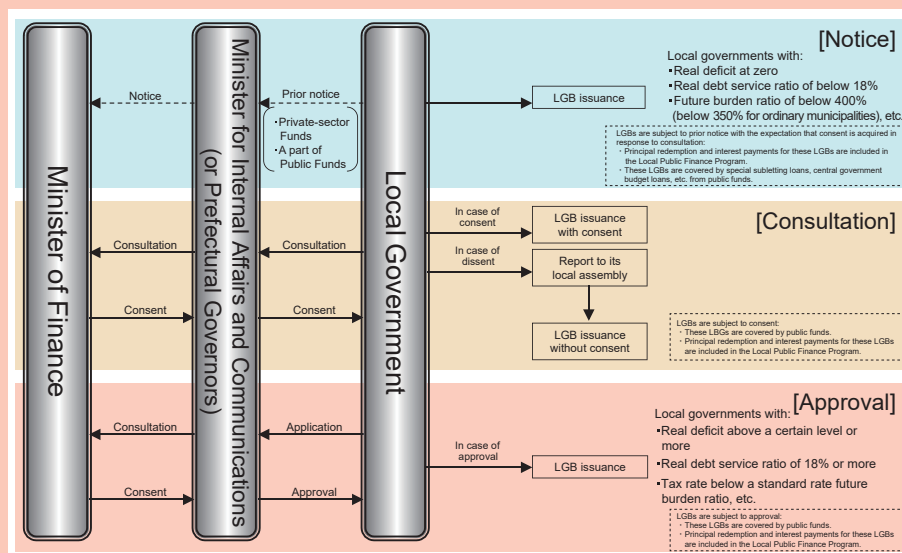 Minister of Finance
Minister for Internal Affairs and Communications
(or Prefectural Governors)
Local Government
[Notice]
Notice
Prior notice
・Private-sector
Funds
・A part of
Public Funds
LGB issuance
Local governments with:
・Real deficit at zero
・Real debt service ratio of below 18%
・Future burden ratio of below 400%
(below 350% for ordinary municipalities), etc.
LGBs are subject to prior notice with the expectation that consent is acquired in
response to consultation:
・Principal redemption and interest payments for these LGBs are included in
the Local Public Finance Program.
・These LGBs are covered by special subletting loans, central government
budget loans, etc. from public funds.
[Consultation]
Consultation
Consultation
Consent
Consent
In case of
consent
LGB issuance
with consent
In case of
dissent
Report to its
local assembly
LGB issuance
without consent
LGBs are subject to consent:
・These LBGs are covered by public funds.
・Principal redemption and interest payments for these LGBs
are included in the Local Public Finance Program.
[Approval]
Consultation
Application
Consent
Approval
In case of
approval
LGB issuance
Local governments with:
・Real deficit above a certain level or
more
・Real debt service ratio of 18% or more
・Tax rate below a standard rate future
burden ratio, etc.
LGBs are subject to approval:
・These LGBs are covered by public funds.
・Principal redemption and interest payments for these LGBs
are included in the Local Public Finance Program.